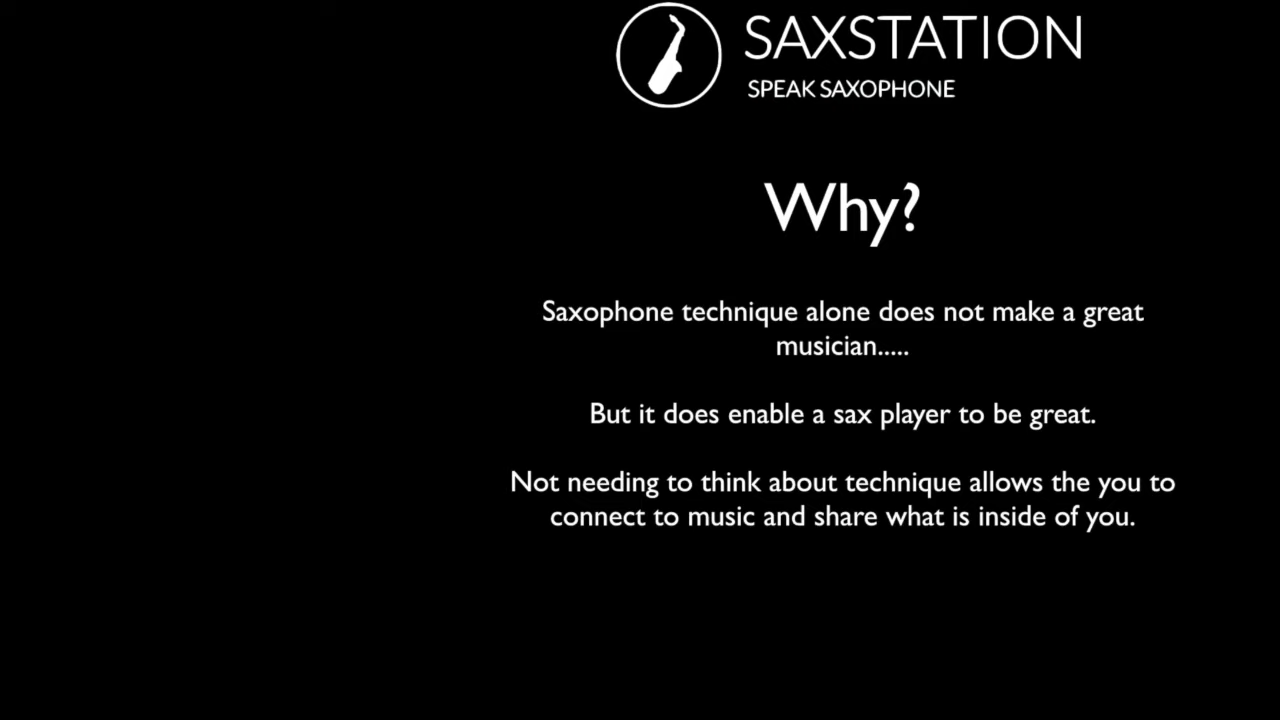 SAXSTATION
SPEAK SAXOPHONE
Why?
Saxophone technique alone does not make a great
musician.....
But it does enable a sax player to be great.
Not needing to think about technique allows the you to
connect to music and share what is inside of you.